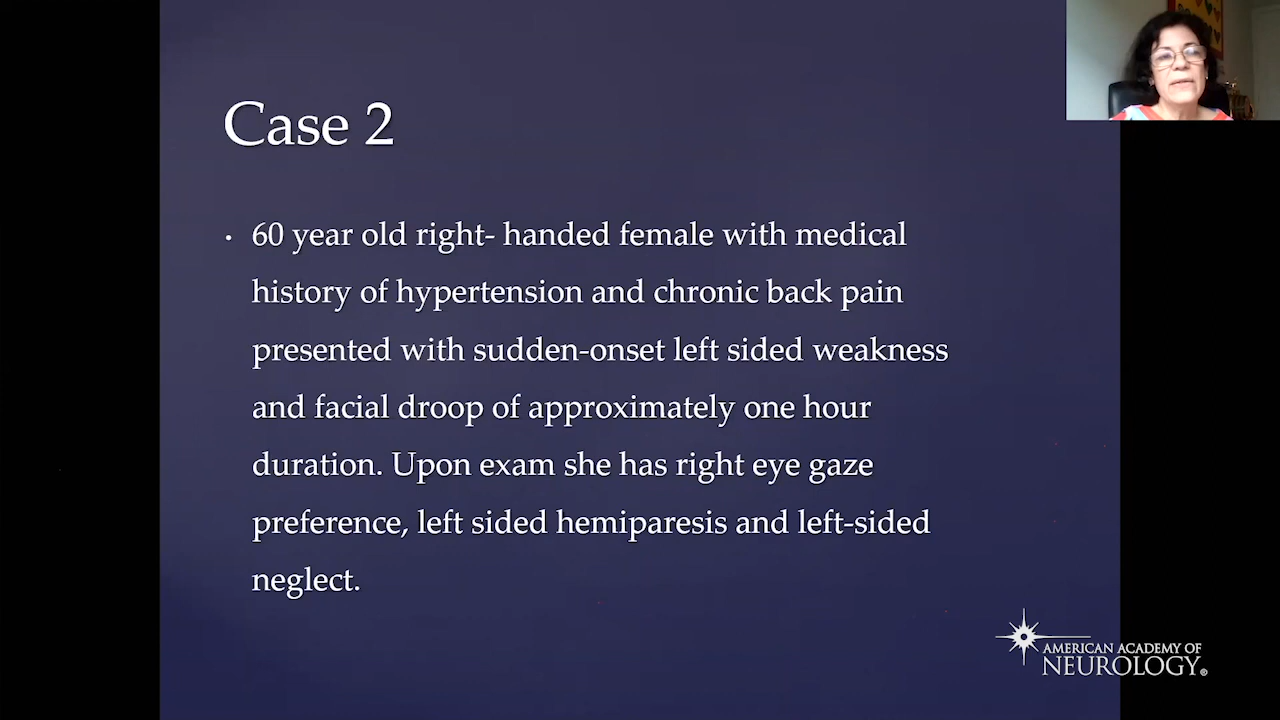 Case 2
• 60 year old right- handed female with medical
history of hypertension and chronic back pain
presented with sudden-onset left sided weakness
and facial droop of approximately one hour
duration. Upon exam she has right eye gaze
preference, left sided hemiparesis and left-sided
neglect.
AMERICAN ACADEMY OF
NEUROLOGY®